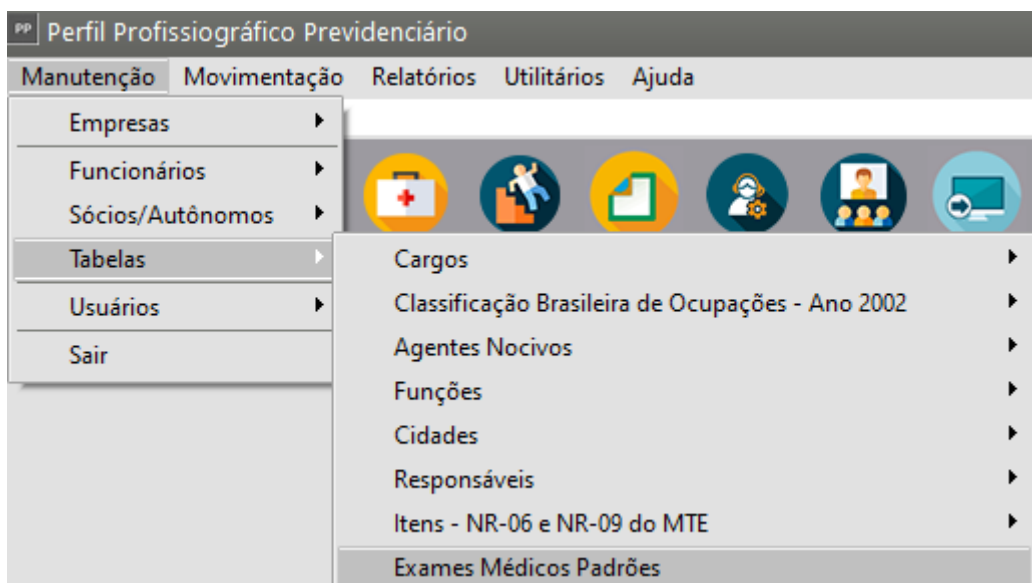 PP Perfil Profissiográfico Previdenciário
Manutenção Movimentação Relatórios Utilitários Ajuda
Empresas
Funcionários
Sócios/Autônomos
Tabelas
Usuários
Sair
Cargos
Classificação Brasileira de Ocupações - Ano 2002
Agentes Nocivos
Funções
Cidades
Responsáveis
Itens - NR-06 e NR-09 do MTE
Exames Médicos Padrões